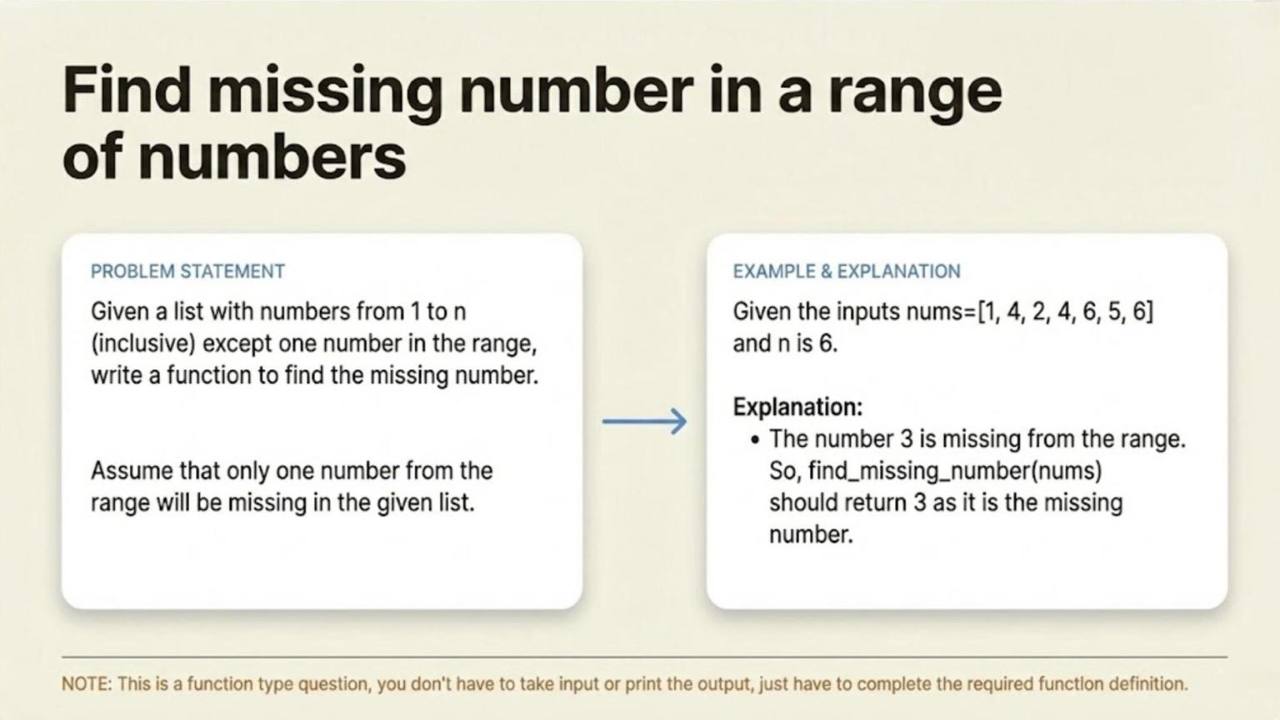 Find missing number in a range
of numbers
PROBLEM STATEMENT
Given a list with numbers from 1 to n
(inclusive) except one number in the range,
write a function to find the missing number.
Assume that only one number from the
range will be missing in the given list.
EXAMPLE & EXPLANATION
Given the inputs nums=[1, 4, 2, 4, 6, 5, 6]
and n is 6.
Explanation:
• The number 3 is missing from the range.
So, find_missing_number(nums)
should return 3 as it is the missing
number.
NOTE: This is a function type question, you don't have to take input or print the output, just have to complete the required function definition.